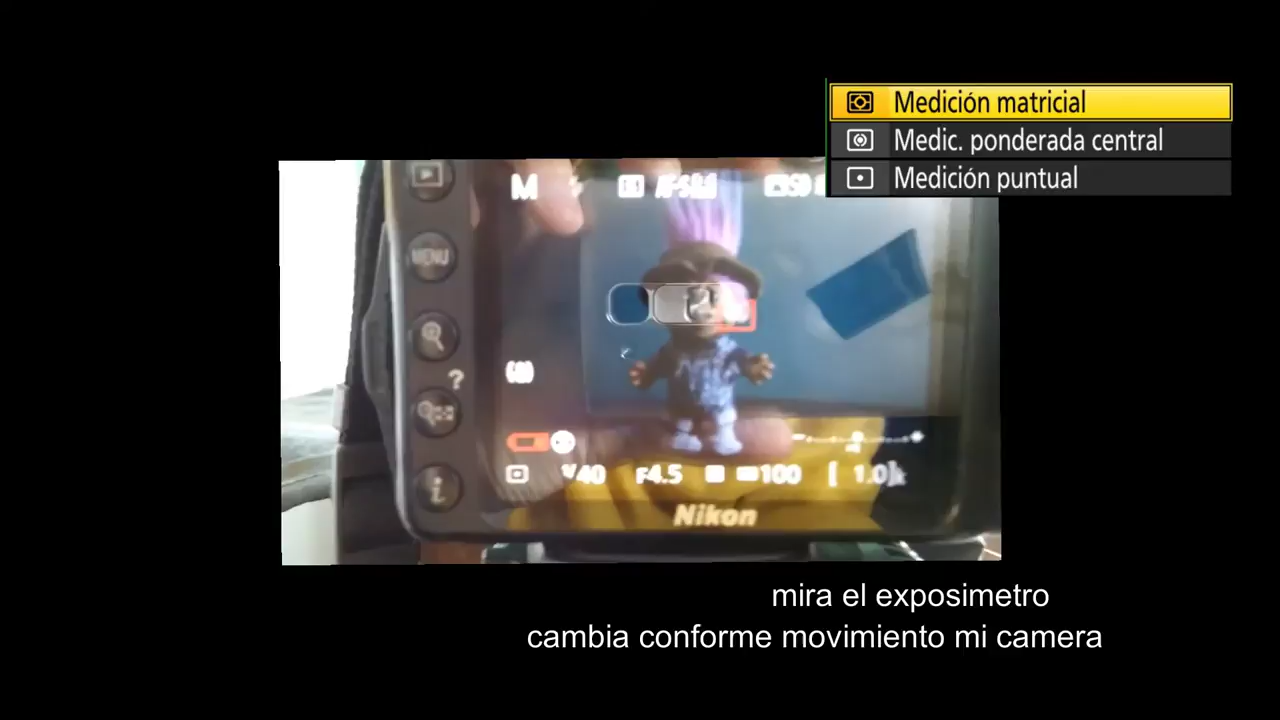 Medición matricial
Medic. ponderada central
Medición puntual
M
MENU
?
40 F4.5 100 [ 1.0]k
i
Nikon
mira el exposimetro
cambia conforme movimiento mi camera